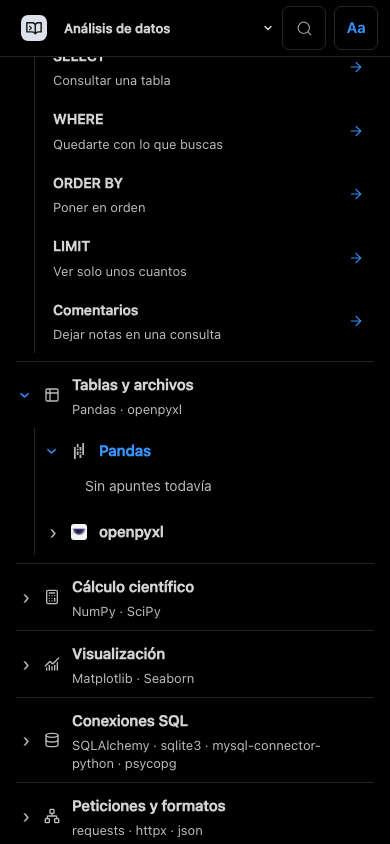 Análisis de datos
Aa
SELECT
Consultar una tabla
WHERE
Quedarte con lo que buscas
ORDER BY
Poner en orden
LIMIT
Ver solo unos cuantos
Comentarios
Dejar notas en una consulta
Tablas y archivos
Pandas · openpyxl
Pandas
Sin apuntes todavía
openpyxl
Cálculo científico
NumPy · SciPy
Visualización
Matplotlib · Seaborn
Conexiones SQL
SQLAlchemy · sqlite3 · mysql-connector-
python · psycopg
Peticiones y formatos
requests · httpx · json